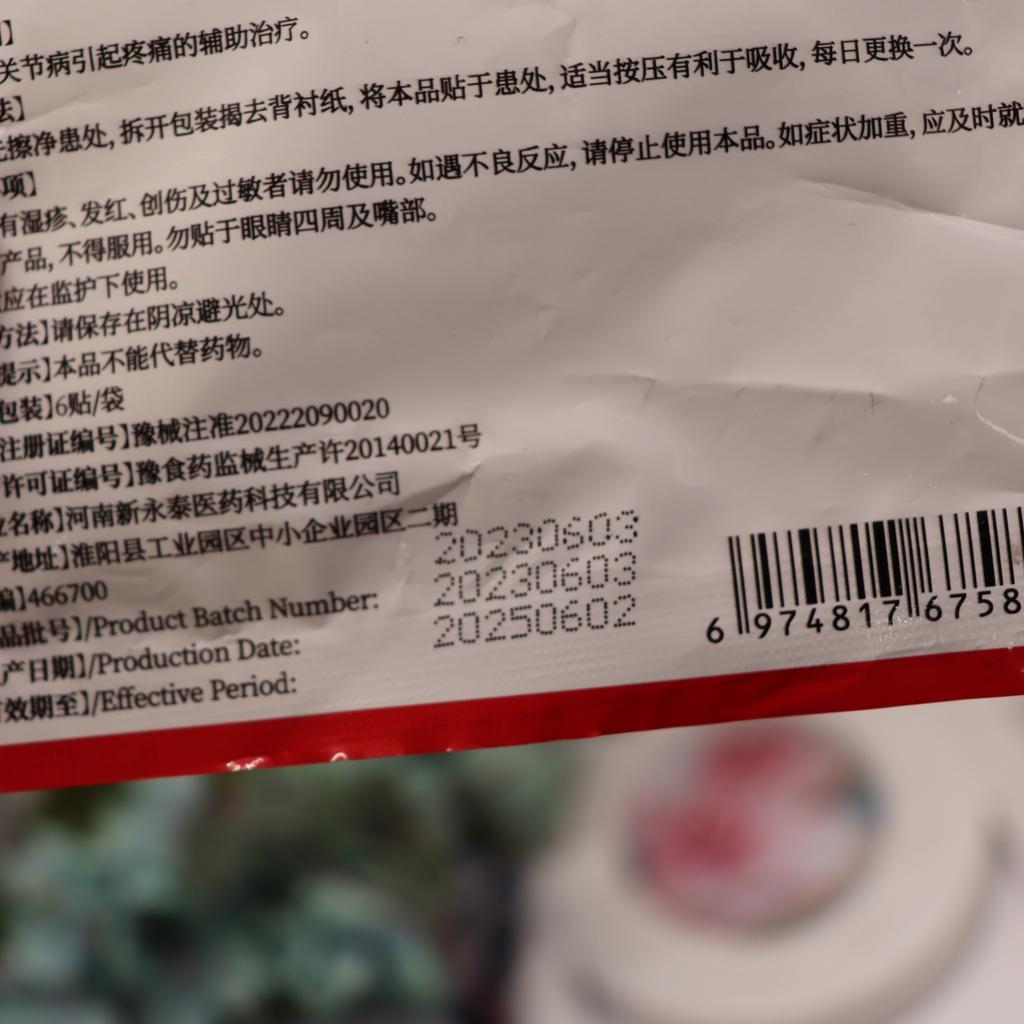 】
关节病引起疼痛的辅助治疗。
法】
擦净患处, 拆开包装揭去背衬纸, 将本品贴于患处, 适当按压有利于吸收, 每日更换一次。
项】
有湿疹、发红、创伤及过敏者请勿使用。如遇不良反应, 请停止使用本品。如症状加重, 应及时就
产品, 不得服用。勿贴于眼睛四周及嘴部。
应在监护下使用。
方法】请保存在阴凉避光处。
提示】本品不能代替药物。
包装】6贴/袋
注册证编号】豫械注准20222090020
许可证编号】豫食药监械生产许20140021号
业名称】河南新永泰医药科技有限公司
产地址】淮阳县工业园区中小企业园区二期
编】466700
品批号】/Product Batch Number: 20230603
产日期】/Production Date: 20230603
效期至】/Effective Period: 20250602
6 974817 6758